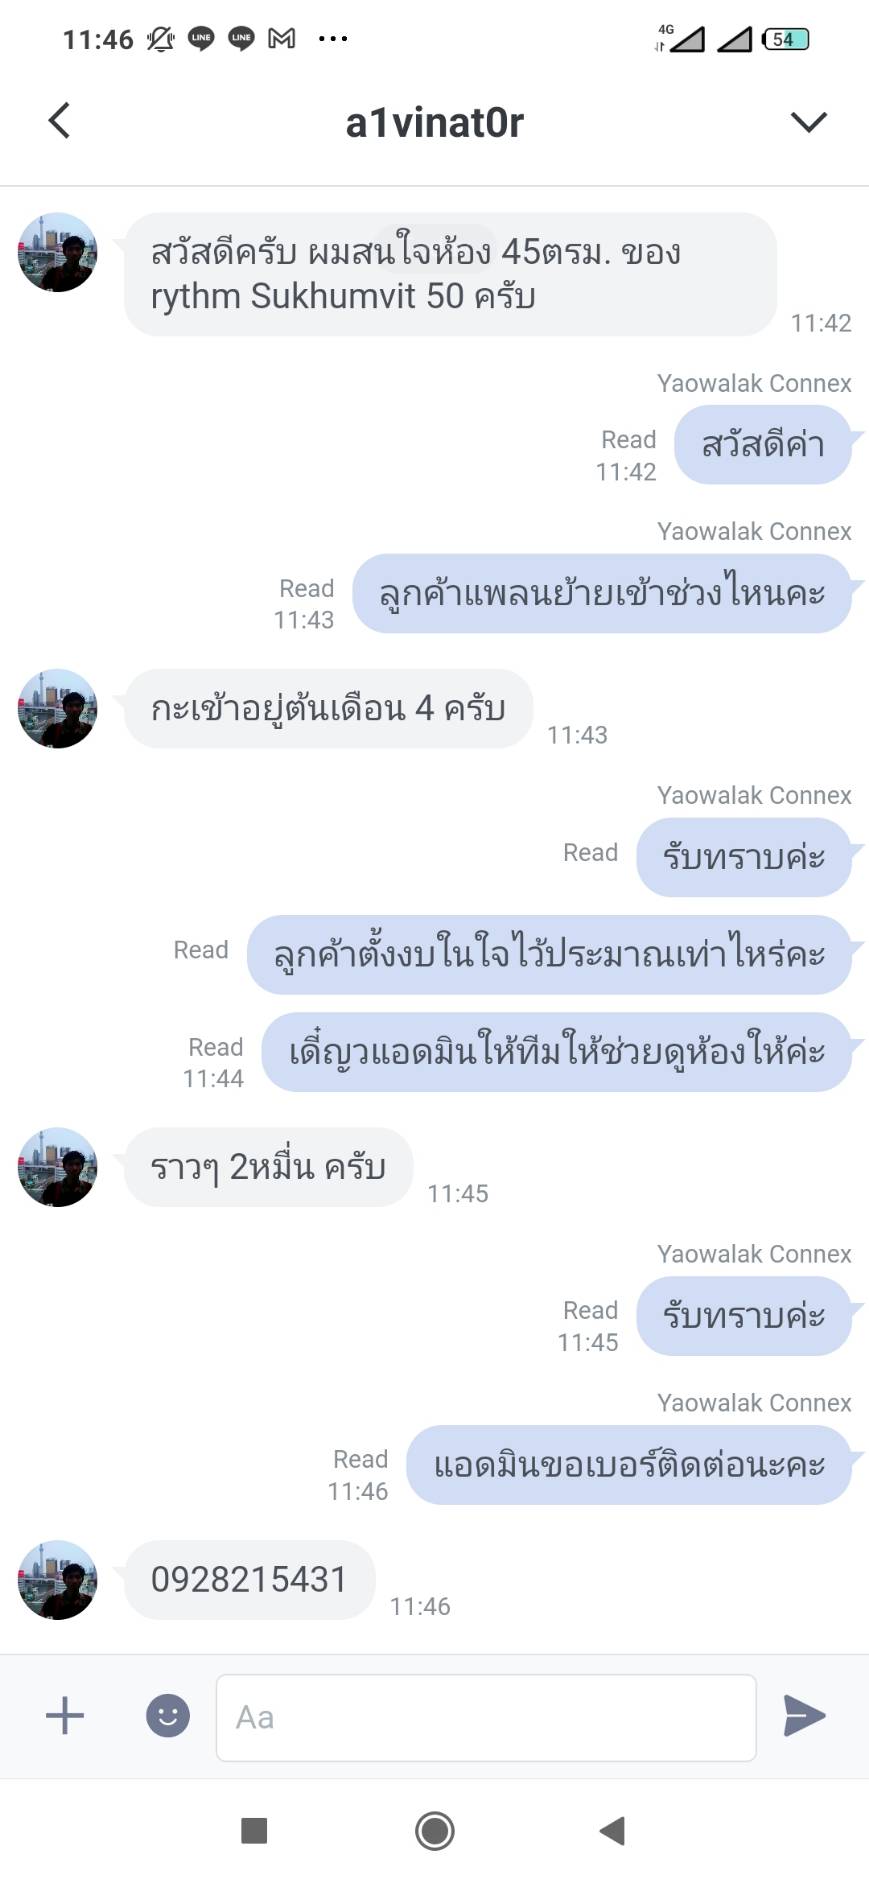 11:46 LINE LINE ... 4G 54
a1vinat0r
สวัสดีครับ ผมสนใจห้อง 45ตรม. ของ
rythm Sukhumvit 50 ครับ
11:42
Yaowalak Connex
Read
11:42
สวัสดีค่า
Yaowalak Connex
Read
11:43
ลูกค้าแพลนย้ายเข้าช่วงไหนคะ
กะเข้าอยู่ต้นเดือน 4 ครับ
11:43
Yaowalak Connex
Read
รับทราบค่ะ
Read
ลูกค้าตั้งงบในใจไว้ประมาณเท่าไหร่คะ
Read
11:44
เดี๋ญวแอดมินให้ทีมให้ช่วยดูห้องให้ค่ะ
ราวๆ 2หมื่น ครับ
11:45
Yaowalak Connex
Read
11:45
รับทราบค่ะ
Yaowalak Connex
Read
11:46
แอดมินขอเบอร์ติดต่อนะคะ
0928215431
11:46
Aa